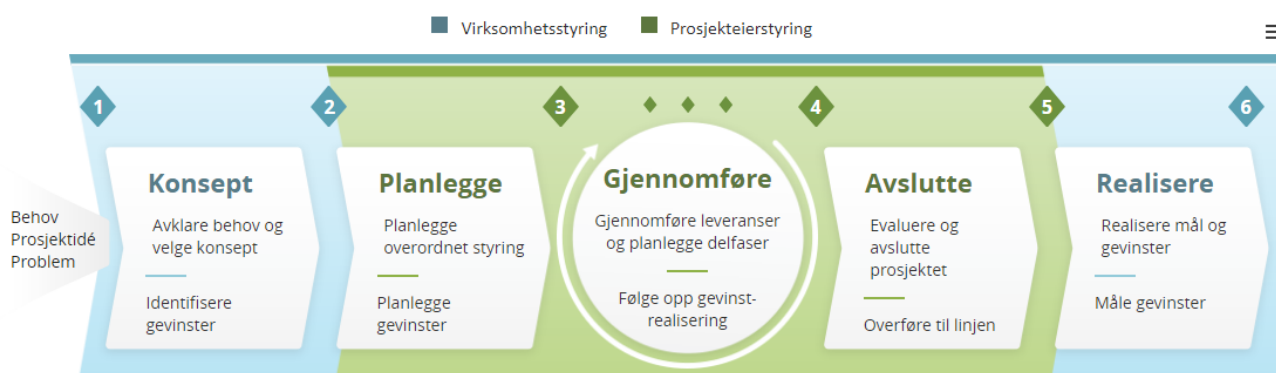 Virksomhetsstyring
Prosjekteierstyring
1
2
3
4
5
6
Behov
Prosjektidé
Problem
Konsept
Avklare behov og
velge konsept
Identifisere
gevinster
Planlegge
Planlegge
overordnet styring
Planlegge
gevinster
Gjennomføre
Gjennomføre leveranser
og planlegge delfaser
Følge opp gevinst-
realisering
Avslutte
Evaluere og
avslutte
prosjektet
Overføre til linjen
Realisere
Realisere mål og
gevinster
Måle gevinster